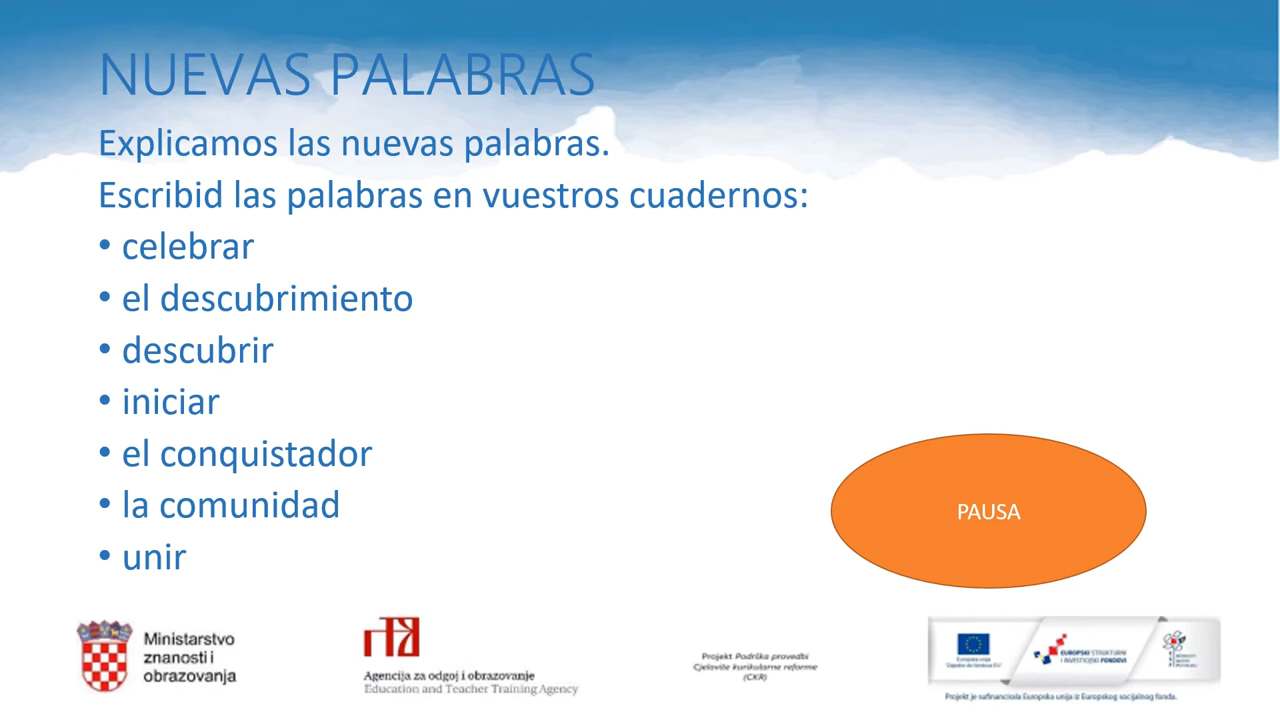 NUEVAS PALABRAS
Explicamos las nuevas palabras.
Escribid las palabras en vuestros cuadernos:
• celebrar
• el descubrimiento
• descubrir
• iniciar
• el conquistador
• la comunidad
• unir
PAUSA
Ministarstvo
znanosti i
obrazovanja
Agencija za odgoj i obrazovanje
Education and Teacher Training Agency
Projekt Podrška provedbi
Cjelovite kurikularne reforme
(CKR)
Europska unija
EUROPSKI STRUKTURNI
I INVESTICIJSKI FONDOVI
Projekt je sufinancirala Europska unija iz Europskog socijalnog fonda.